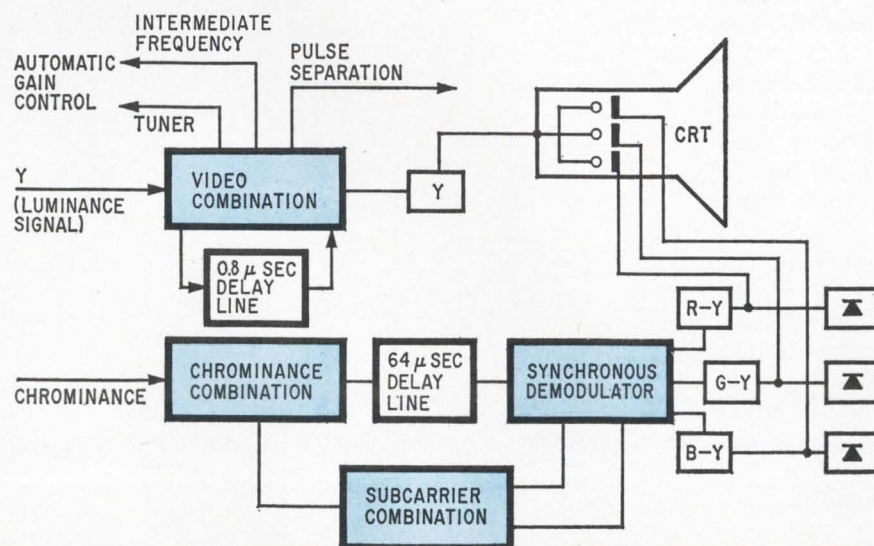 INTERMEDIATE
FREQUENCY
AUTOMATIC
GAIN
CONTROL
TUNER
PULSE
SEPARATION
CRT
Y
(LUMINANCE
SIGNAL)
VIDEO
COMBINATION
Y
0.8 μ SEC
DELAY
LINE
R-Y
CHROMINANCE
CHROMINANCE
COMBINATION
64 μ SEC
DELAY
LINE
SYNCHRONOUS
DEMODULATOR
G-Y
B-Y
SUBCARRIER
COMBINATION